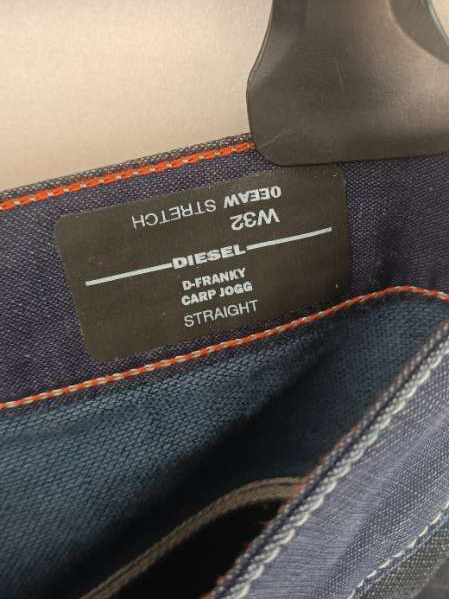 W32
0EEAW STRETCH
DIESEL
D-FRANKY
CARP JOGG
STRAIGHT